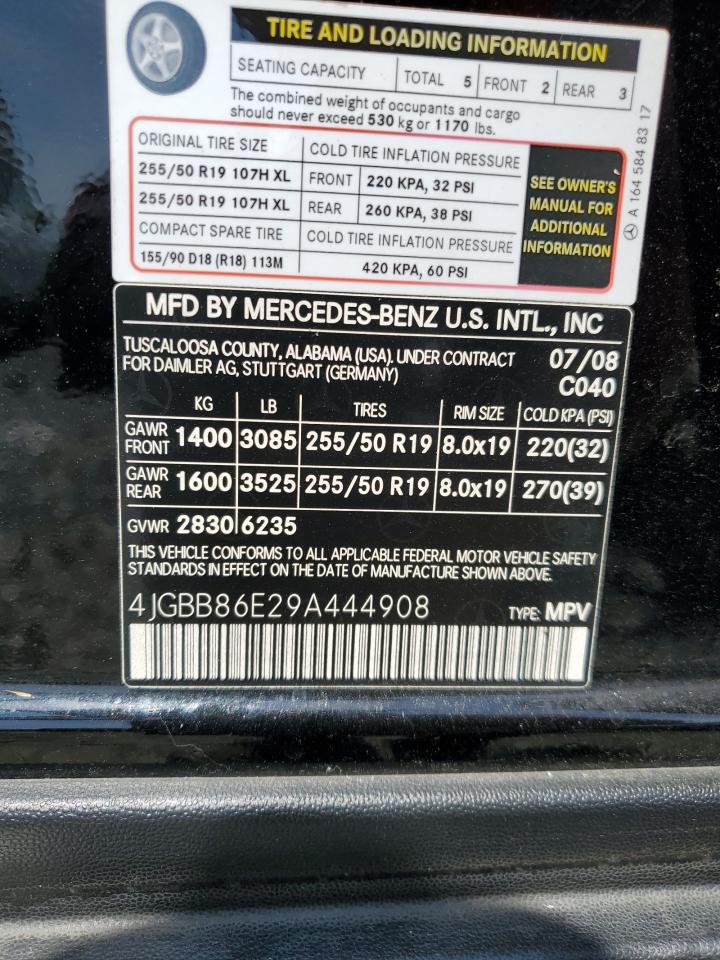 TIRE AND LOADING INFORMATION
SEATING CAPACITY TOTAL 5 FRONT 2 REAR 3
The combined weight of occupants and cargo
should never exceed 530 kg or 1170 lbs.
ORIGINAL TIRE SIZE COLD TIRE INFLATION PRESSURE
255/50 R19 107H XL FRONT 220 KPA, 32 PSI
255/50 R19 107H XL REAR 260 KPA, 38 PSI
COMPACT SPARE TIRE COLD TIRE INFLATION PRESSURE
155/90 D18 (R18) 113M 420 KPA, 60 PSI
SEE OWNER'S
MANUAL FOR
ADDITIONAL
INFORMATION
A 164 584 83 17
MFD BY MERCEDES-BENZ U.S. INTL., INC
TUSCALOOSA COUNTY, ALABAMA (USA). UNDER CONTRACT 07/08
FOR DAIMLER AG, STUTTGART (GERMANY) C040
KG LB TIRES RIM SIZE COLD KPA (PSI)
GAWR FRONT 1400 3085 255/50 R19 8.0x19 220(32)
GAWR REAR 1600 3525 255/50 R19 8.0x19 270(39)
GVWR 2830 6235
THIS VEHICLE CONFORMS TO ALL APPLICABLE FEDERAL MOTOR VEHICLE SAFETY
STANDARDS IN EFFECT ON THE DATE OF MANUFACTURE SHOWN ABOVE.
4JGBB86E29A444908 TYPE: MPV